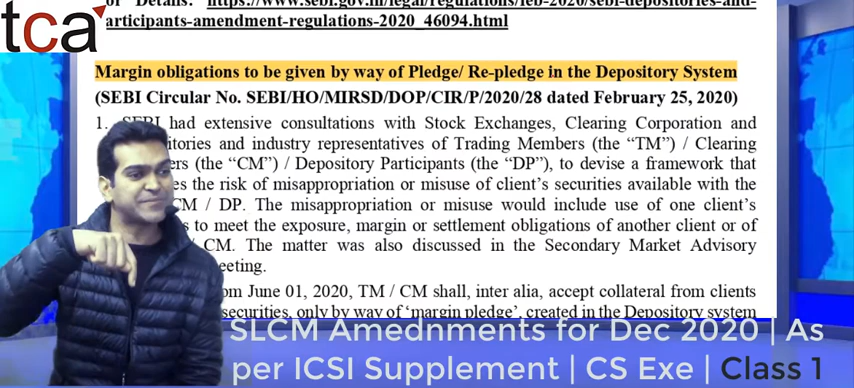 tca
or Details: https://www.sebi.gov.in/legal/regulations/feb-2020/sebi-depositories-and-
articipants-amendment-regulations-2020_46094.html
Margin obligations to be given by way of Pledge/ Re-pledge in the Depository System
(SEBI Circular No. SEBI/HO/MIRSD/DOP/CIR/P/2020/28 dated February 25, 2020)
1. SEBI had extensive consultations with Stock Exchanges, Clearing Corporation and
itories and industry representatives of Trading Members (the “TM”) / Clearing
ers (the “CM”) / Depository Participants (the “DP”), to devise a framework that
es the risk of misappropriation or misuse of client’s securities available with the
CM / DP. The misappropriation or misuse would include use of one client’s
s to meet the exposure, margin or settlement obligations of another client or of
CM. The matter was also discussed in the Secondary Market Advisory
eeting.
om June 01, 2020, TM / CM shall, inter alia, accept collateral from clients
securities, only by way of ‘margin pledge’, created in the Depository system
SLCM Amednments for Dec 2020 | As
per ICSI Supplement | CS Exe | Class 1